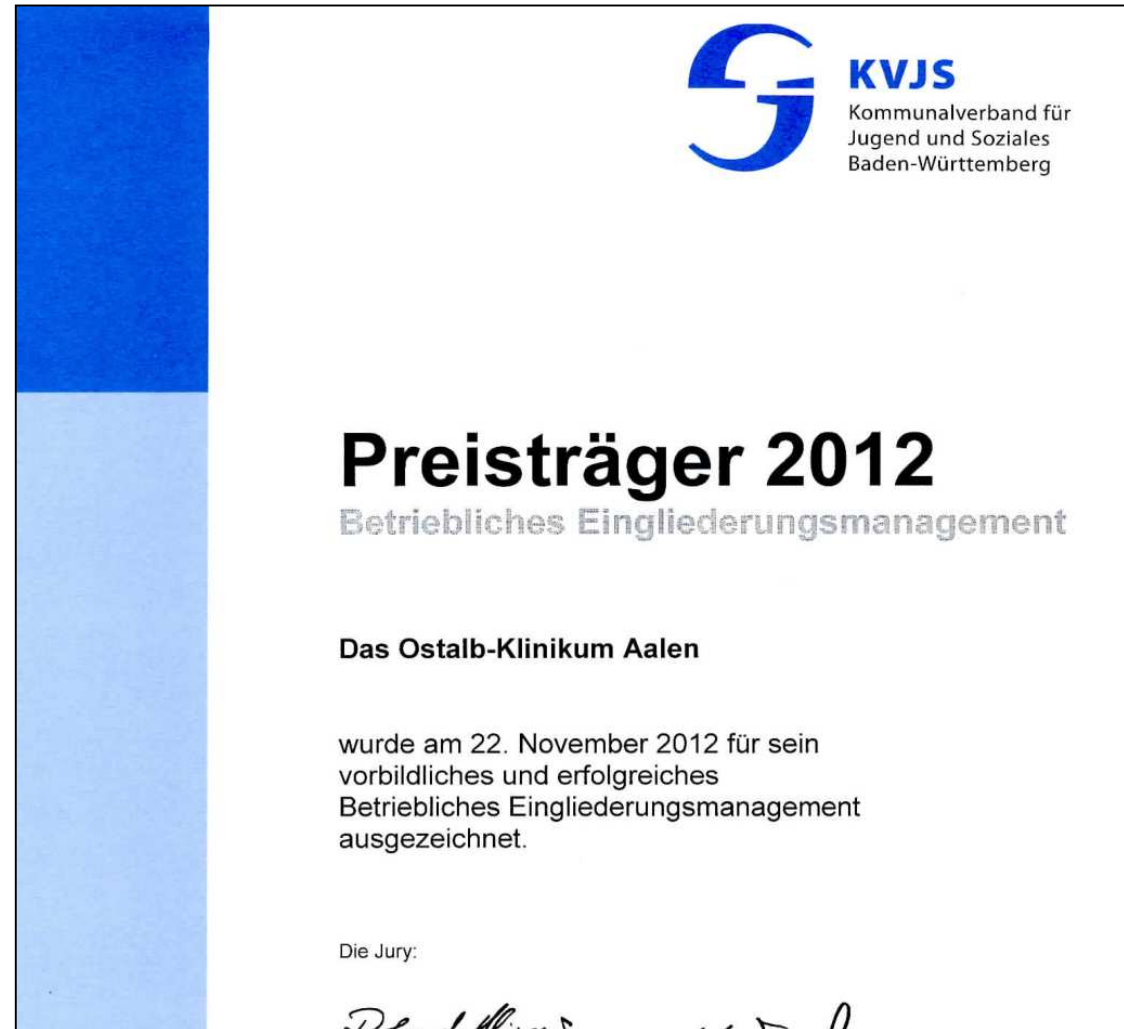 KVJS
Kommunalverband für
Jugend und Soziales
Baden-Württemberg
Preisträger 2012
Betriebliches Eingliederungsmanagement
Das Ostalb-Klinikum Aalen
wurde am 22. November 2012 für sein
vorbildliches und erfolgreiches
Betriebliches Eingliederungsmanagement
ausgezeichnet.
Die Jury: